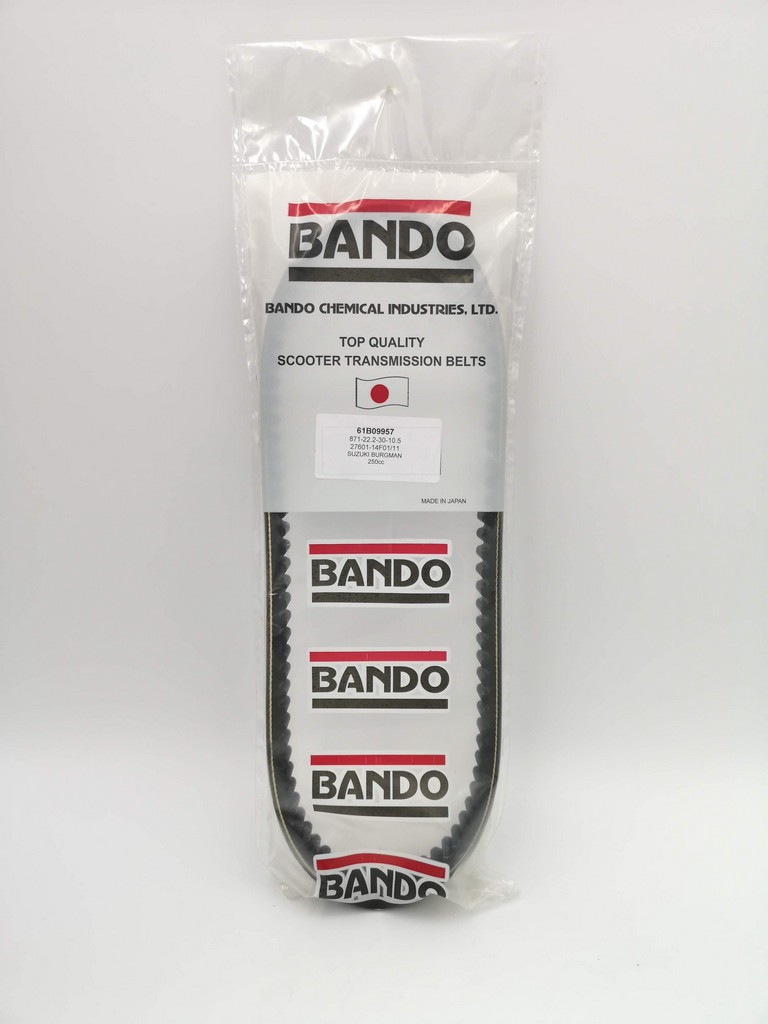 BANDO
BANDO CHEMICAL INDUSTRIES, LTD.
TOP QUALITY
SCOOTER TRANSMISSION BELTS
61B09957
871-22.2-30-10.5
27601-14F01/11
SUZUKI BURGMAN
250cc
MADE IN JAPAN
BANDO
BANDO
BANDO
BANDO